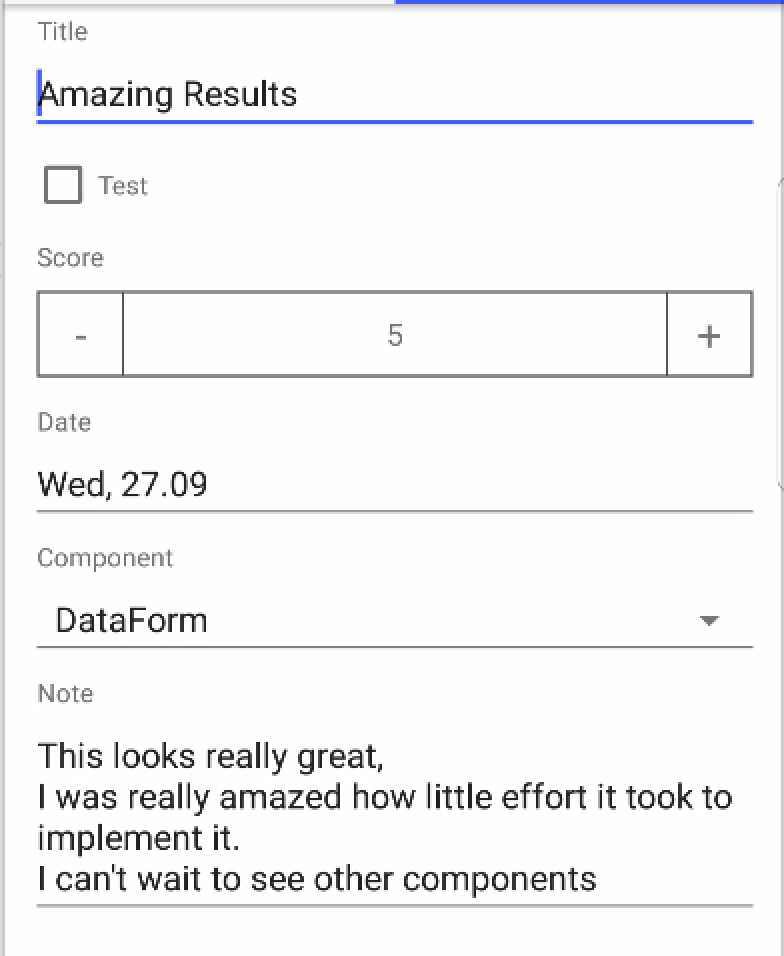 Title
Amazing Results
Test
Score
- 5 +
Date
Wed, 27.09
Component
DataForm
Note
This looks really great,
I was really amazed how little effort it took to
implement it.
I can't wait to see other components